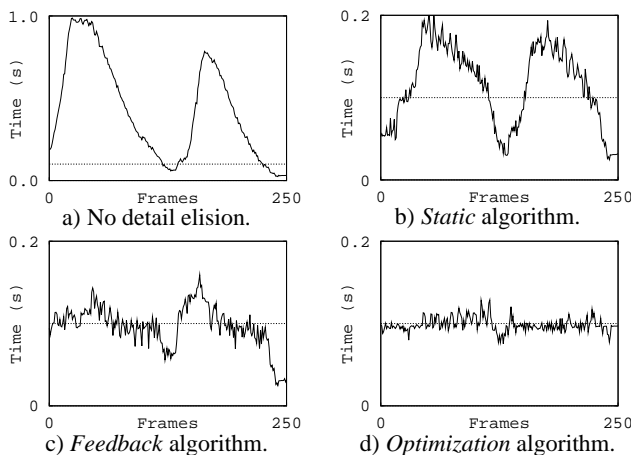 1.0
Time (s)
0.0
0
Frames
250
a) No detail elision.
0.2
Time (s)
0
0
Frames
250
b) Static algorithm.
0.2
Time (s)
0
0
Frames
250
c) Feedback algorithm.
0.2
Time (s)
0
0
Frames
250
d) Optimization algorithm.